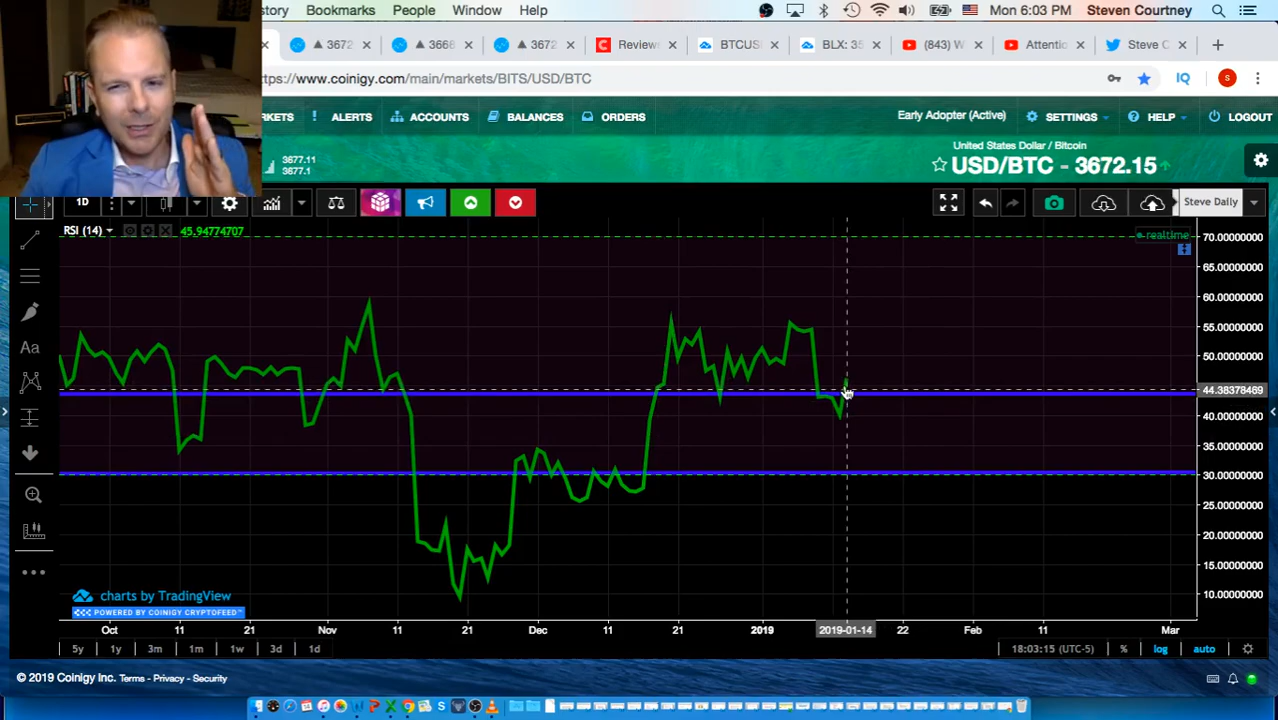 story Bookmarks People Window Help Mon 6:03 PM Steven Courtney
3672 3668 3672 Review BTCUS BLX: 35 (843) W Attentio Steve C
ttps://www.coinigy.com/main/markets/BITS/USD/BTC IQ S
RKETS ALERTS ACCOUNTS BALANCES ORDERS Early Adopter (Active) SETTINGS HELP LOGOUT
3677.11
3677.1
United States Dollar / Bitcoin
USD/BTC - 3672.15
1D Steve Daily
RSI (14) 45.94774707
realtime
70.00000000
65.00000000
60.00000000
55.00000000
50.00000000
44.38378469
40.00000000
35.00000000
30.00000000
25.00000000
20.00000000
15.00000000
10.00000000
Aa
charts by TradingView
POWERED BY COINIGY CRYPTOFEED™
Oct 11 21 Nov 11 21 Dec 11 21 2019 2019-01-14 22 Feb 11 Mar
5y 1y 3m 1m 1w 3d 1d 18:03:15 (UTC-5) % log auto
© 2019 Coinigy Inc. Terms - Privacy - Security